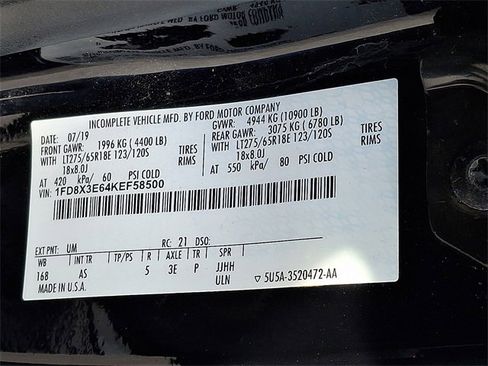 INCOMPLETE VEHICLE MFD. BY FORD MOTOR COMPANY
DATE: 07/19 GVWR: 4944 KG (10900 LB)
FRONT GAWR: 1996 KG (4400 LB) REAR GAWR: 3075 KG (6780 LB)
WITH LT275/65R18E 123/120S TIRES WITH LT275/65R18E 123/120S TIRES
18x8.0J RIMS 18x8.0J RIMS
AT 420 kPa/ 60 PSI COLD AT 550 kPa/ 80 PSI COLD
VIN: 1FD8X3E64KEF58500
EXT PNT: UM RC: 21 DSO:
WB TP/PS R AXLE TR SPR
168 AS 5 3E P JJHH
MADE IN U.S.A. ULN ▽ 5U5A-3520472-AA